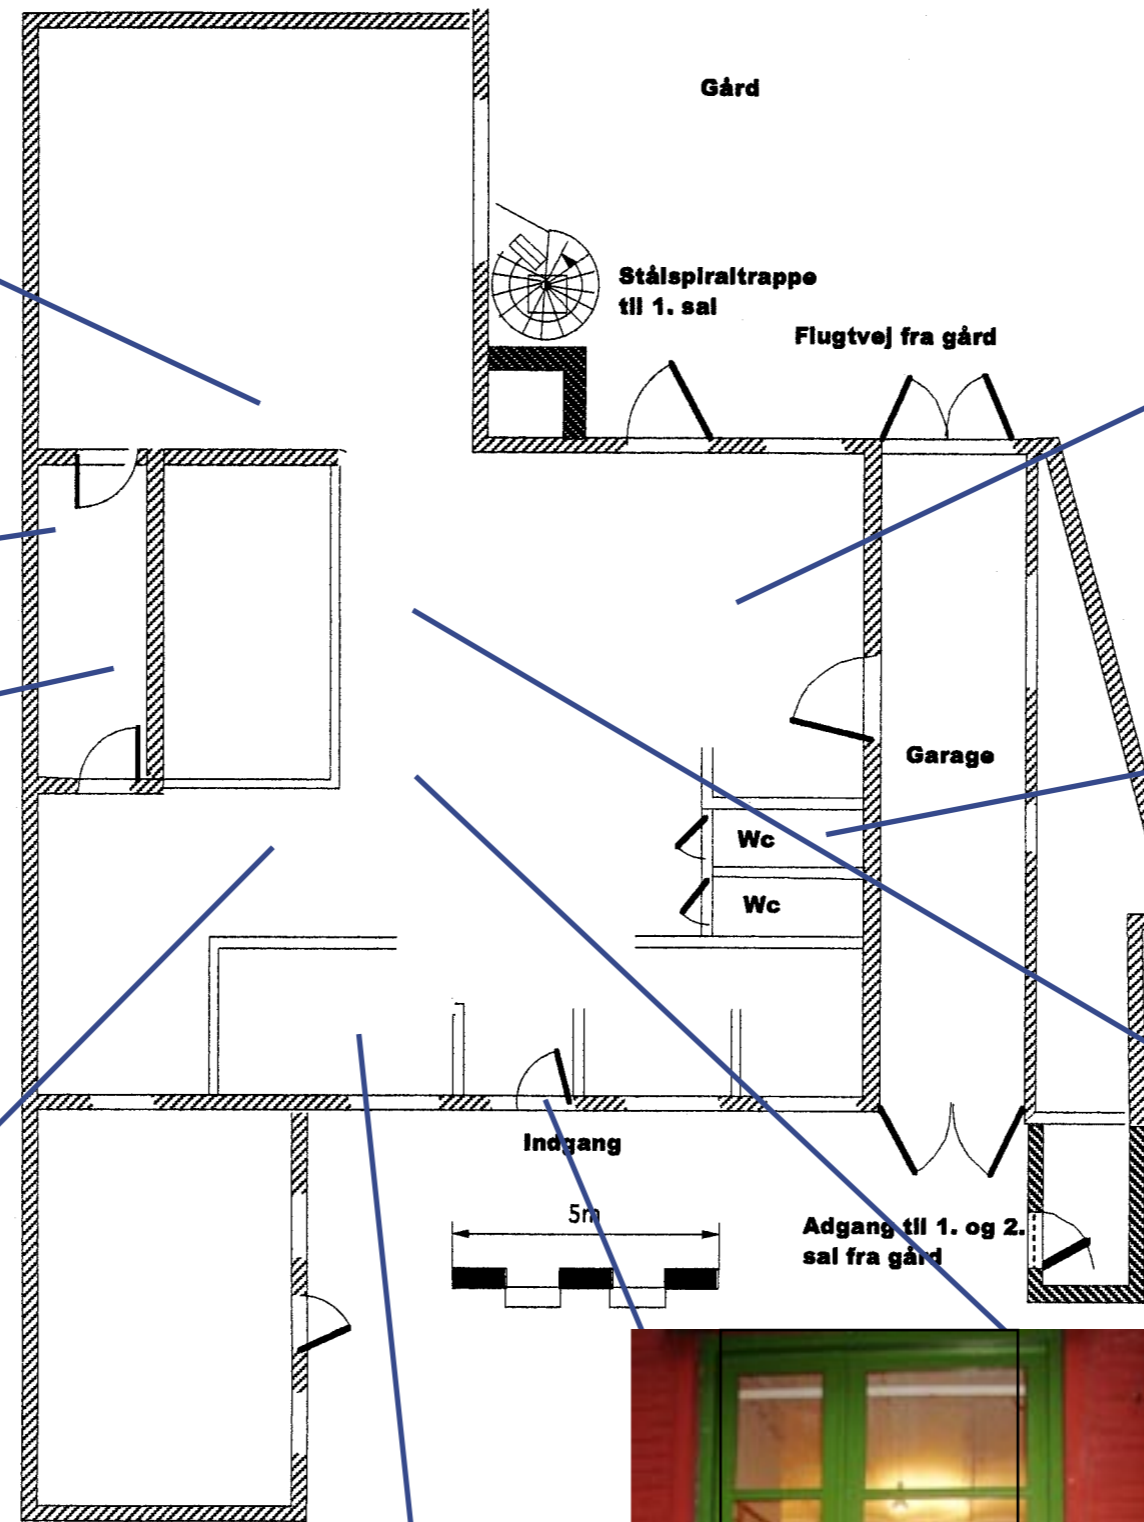 Gård
Stålspiraltrappe
til 1. sal
Flugtvej fra gård
Garage
Wc
Wc
Indgang
5m
Adgang til 1. og 2.
sal fra gård